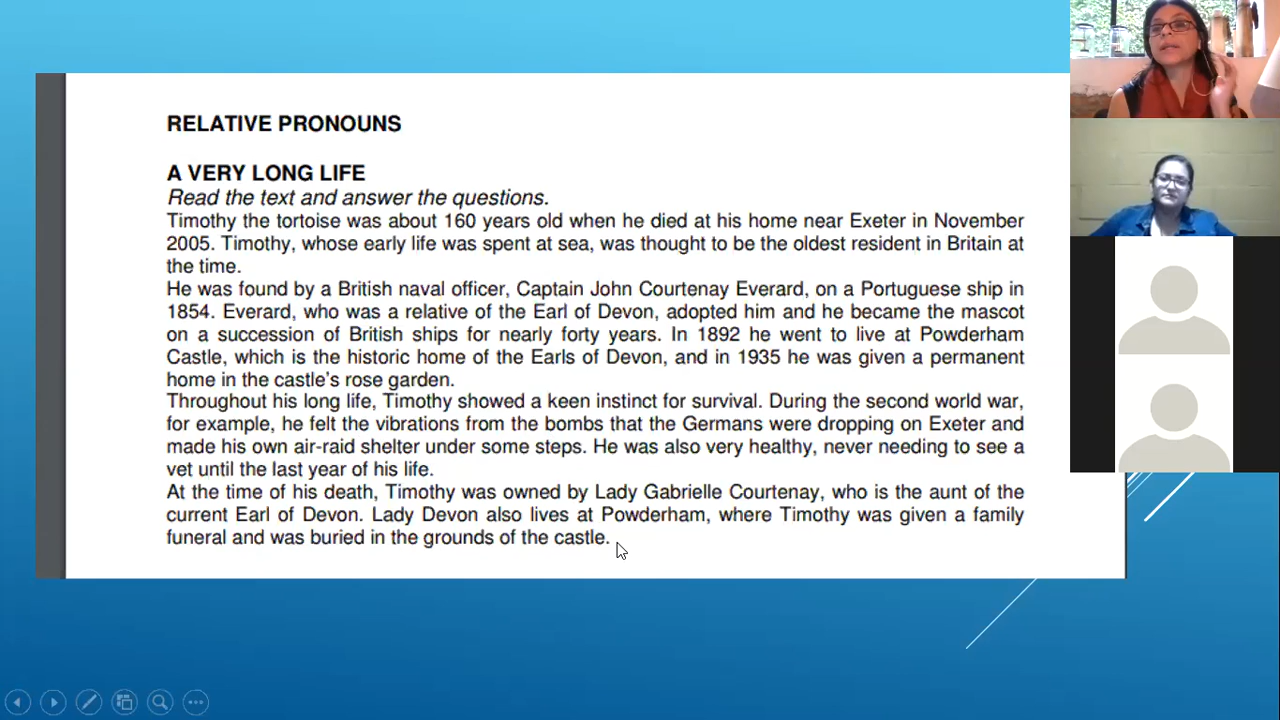 RELATIVE PRONOUNS
A VERY LONG LIFE
Read the text and answer the questions.
Timothy the tortoise was about 160 years old when he died at his home near Exeter in November
2005. Timothy, whose early life was spent at sea, was thought to be the oldest resident in Britain at
the time.
He was found by a British naval officer, Captain John Courtenay Everard, on a Portuguese ship in
1854. Everard, who was a relative of the Earl of Devon, adopted him and he became the mascot
on a succession of British ships for nearly forty years. In 1892 he went to live at Powderham
Castle, which is the historic home of the Earls of Devon, and in 1935 he was given a permanent
home in the castle's rose garden.
Throughout his long life, Timothy showed a keen instinct for survival. During the second world war,
for example, he felt the vibrations from the bombs that the Germans were dropping on Exeter and
made his own air-raid shelter under some steps. He was also very healthy, never needing to see a
vet until the last year of his life.
At the time of his death, Timothy was owned by Lady Gabrielle Courtenay, who is the aunt of the
current Earl of Devon. Lady Devon also lives at Powderham, where Timothy was given a family
funeral and was buried in the grounds of the castle.